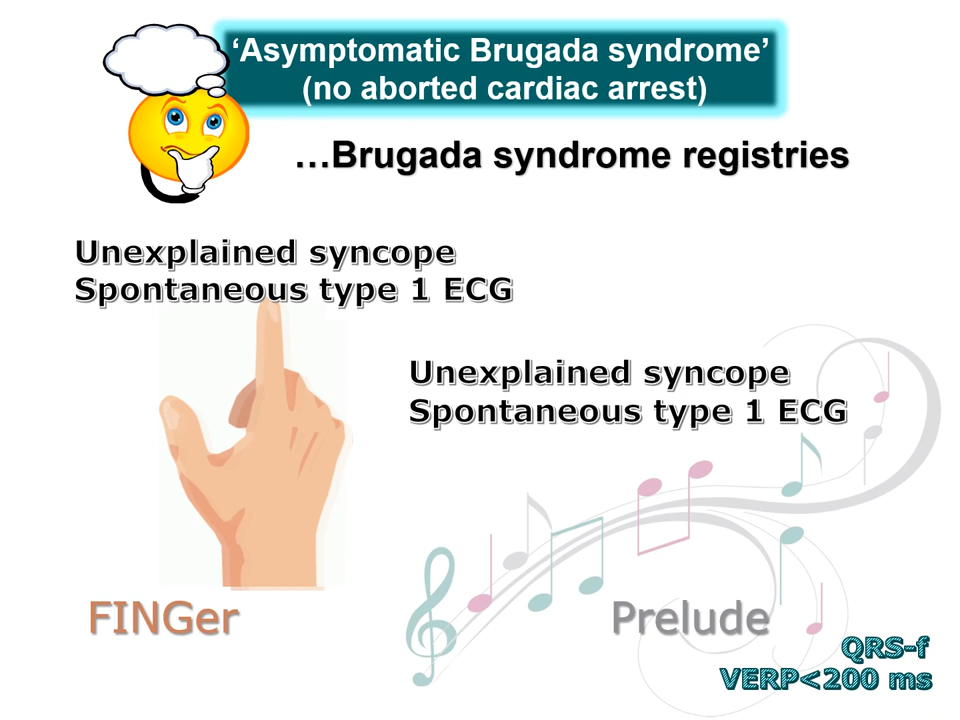 ‘Asymptomatic Brugada syndrome’
(no aborted cardiac arrest)
…Brugada syndrome registries
Unexplained syncope
Spontaneous type 1 ECG
Unexplained syncope
Spontaneous type 1 ECG
FINGer
Prelude
QRS-f
VERP<200 ms